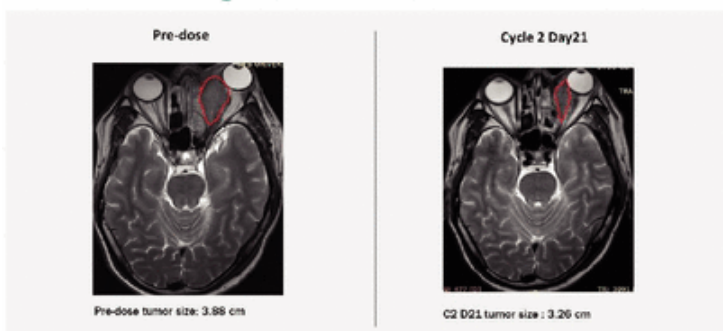 Pre-dose
Cycle 2 Day21
TRA
Pre-dose tumor size: 3.88 cm
C2 D21 tumor size : 3.26 cm